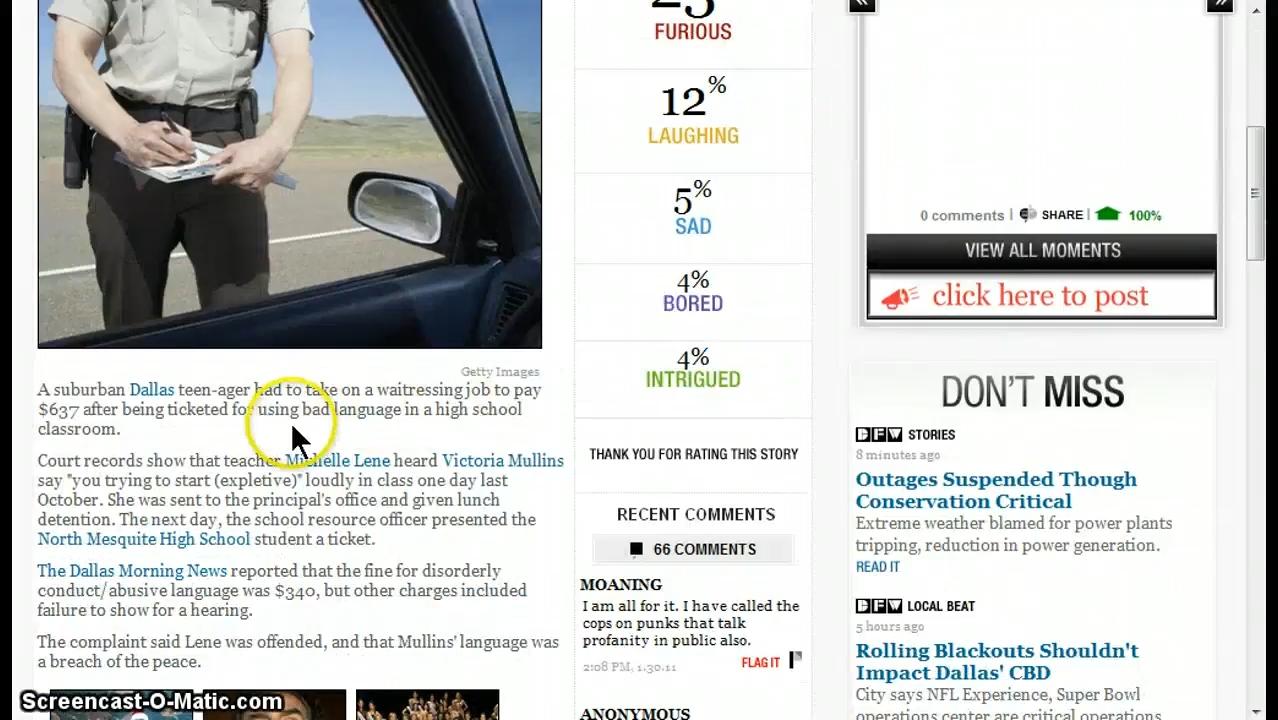 23
FURIOUS
12%
LAUGHING
5%
SAD
4%
BORED
4%
INTRIGUED
THANK YOU FOR RATING THIS STORY
RECENT COMMENTS
66 COMMENTS
MOANING
I am all for it. I have called the
cops on punks that talk
profanity in public also.
2:08 PM, 1.30.11
FLAG IT
ANONYMOUS
Getty Images
A suburban Dallas teen-ager had to take on a waitressing job to pay
$637 after being ticketed for using bad language in a high school
classroom.
Court records show that teacher Michelle Lene heard Victoria Mullins
say "you trying to start (expletive)" loudly in class one day last
October. She was sent to the principal's office and given lunch
detention. The next day, the school resource officer presented the
North Mesquite High School student a ticket.
The Dallas Morning News reported that the fine for disorderly
conduct/abusive language was $340, but other charges included
failure to show for a hearing.
The complaint said Lene was offended, and that Mullins' language was
a breach of the peace.
0 comments | SHARE | 100%
VIEW ALL MOMENTS
click here to post
DON'T MISS
DFW STORIES
8 minutes ago
Outages Suspended Though
Conservation Critical
Extreme weather blamed for power plants
tripping, reduction in power generation.
READ IT
DFW LOCAL BEAT
5 hours ago
Rolling Blackouts Shouldn't
Impact Dallas' CBD
City says NFL Experience, Super Bowl
operations center are critical operations
Screencast-O-Matic.com